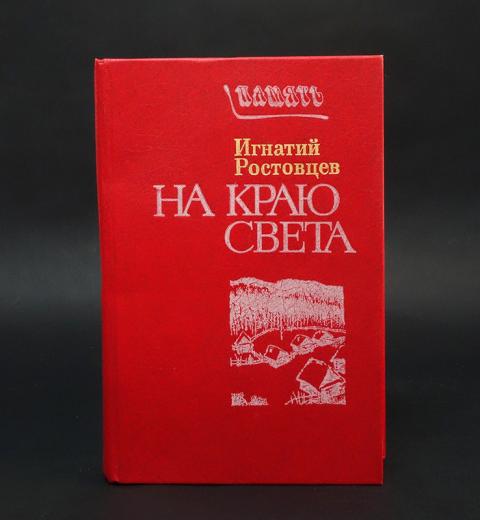 ПАМЯТЬ
Игнатий
Ростовцев
НА КРАЮ
СВЕТА